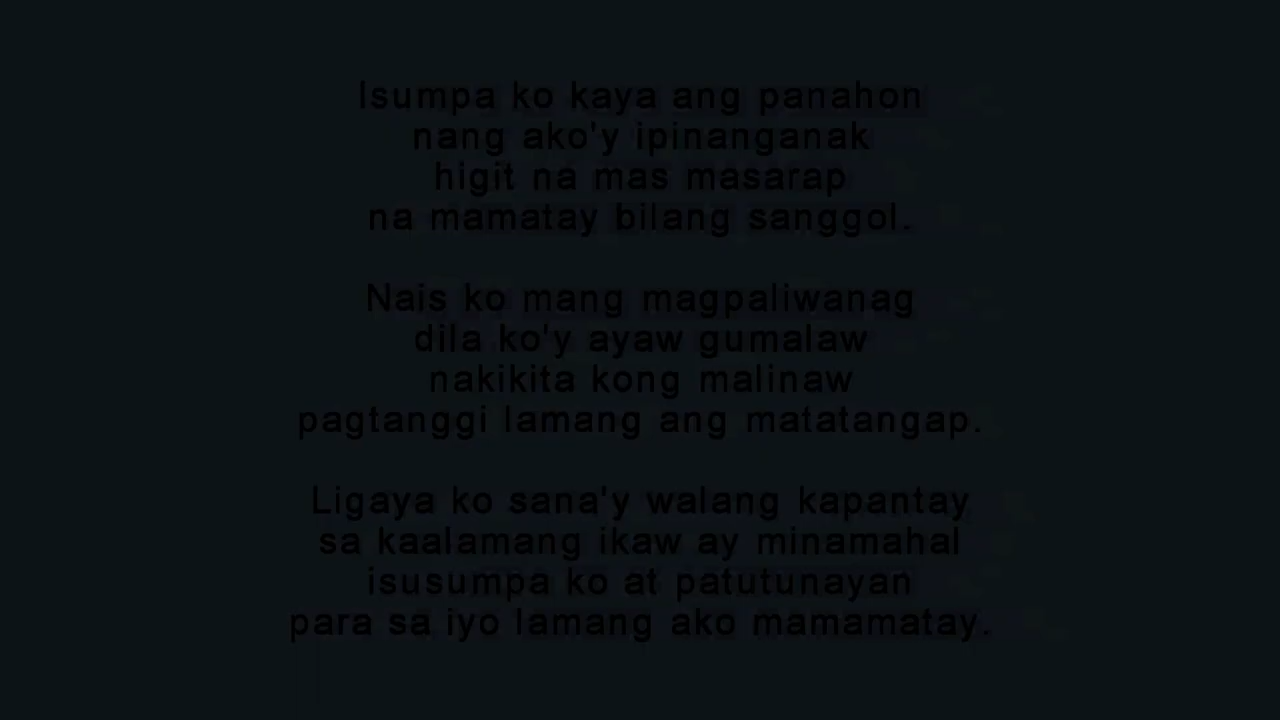 Isumpa ko kaya ang panahon
nang ako'y ipinanganak
higit na mas masarap
na mamatay bilang sanggol.
Nais ko mang magpaliwanag
dila ko'y ayaw gumalaw
nakikita kong malinaw
pagtanggi lamang ang matatangap.
Ligaya ko sana'y walang kapantay
sa kaalamang ikaw ay minamahal
isusumpa ko at patutunayan
para sa iyo lamang ako mamamatay.